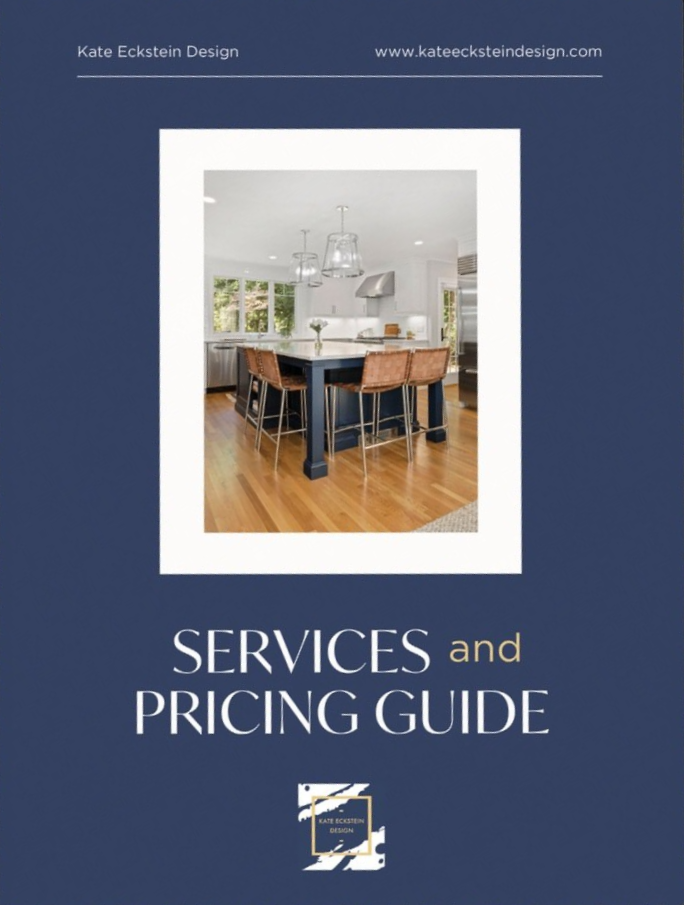 Kate Eckstein Design
www.kateecksteindesign.com
SERVICES and
PRICING GUIDE
KATE ECKSTEIN
DESIGN